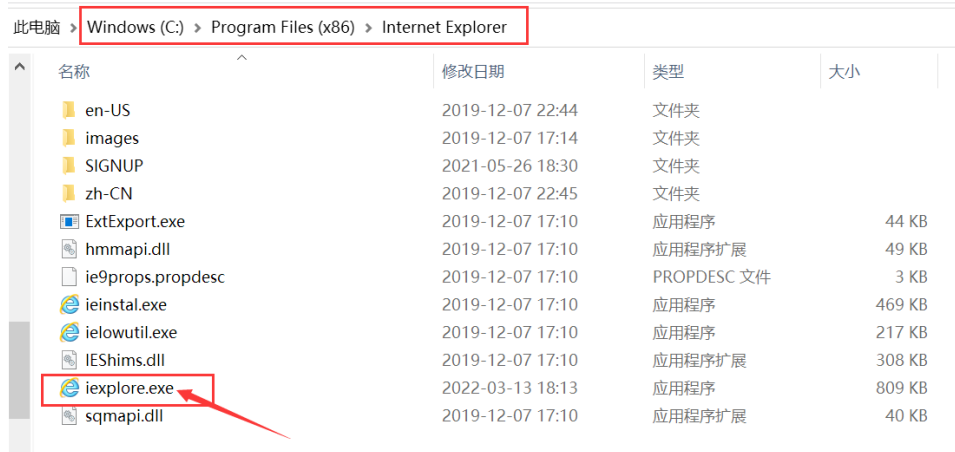 此电脑 > Windows (C:) > Program Files (x86) > Internet Explorer
名称 修改日期 类型 大小
en-US 2019-12-07 22:44 文件夹
images 2019-12-07 17:14 文件夹
SIGNUP 2021-05-26 18:30 文件夹
zh-CN 2019-12-07 22:45 文件夹
ExtExport.exe 2019-12-07 17:10 应用程序 44 KB
hmmapi.dll 2019-12-07 17:10 应用程序扩展 49 KB
ie9props.propdesc 2019-12-07 17:10 PROPDESC 文件 3 KB
ieinstal.exe 2019-12-07 17:10 应用程序 469 KB
ielowutil.exe 2019-12-07 17:10 应用程序 217 KB
IEShims.dll 2019-12-07 17:10 应用程序扩展 308 KB
iexplore.exe 2022-03-13 18:13 应用程序 809 KB
sqmapi.dll 2019-12-07 17:10 应用程序扩展 40 KB